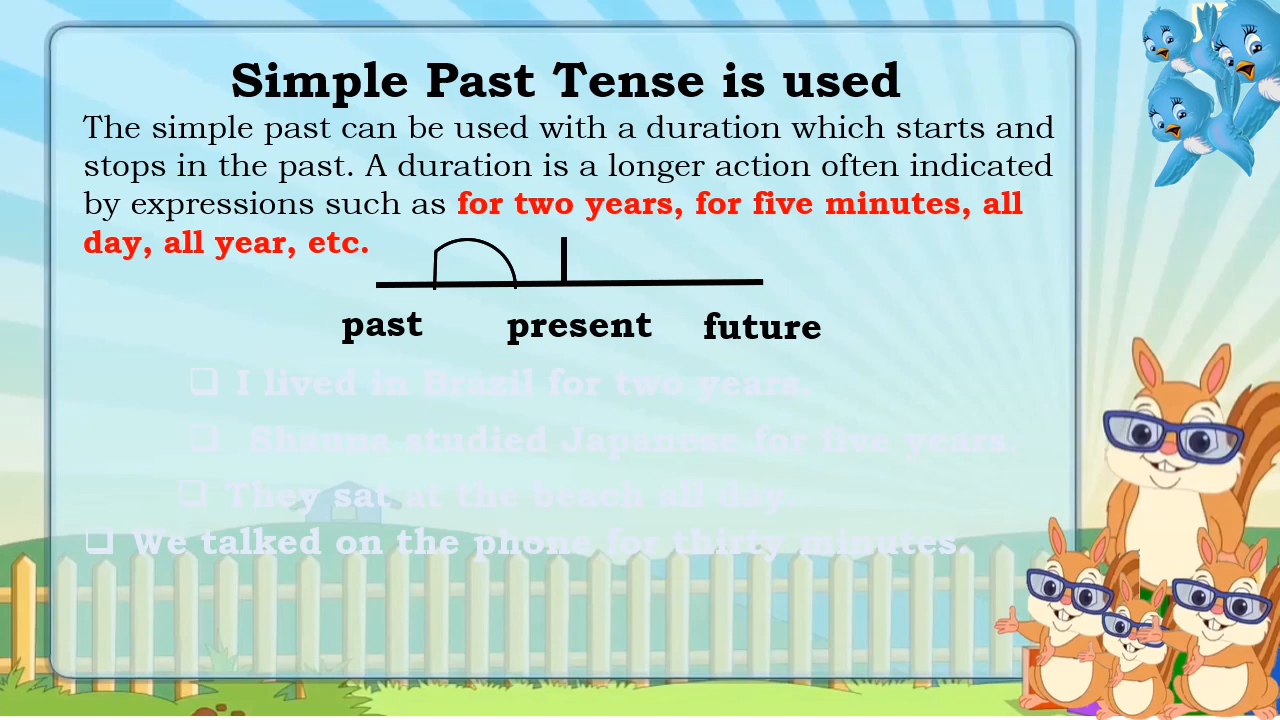 Simple Past Tense is used
The simple past can be used with a duration which starts and
stops in the past. A duration is a longer action often indicated
by expressions such as for two years, for five minutes, all
day, all year, etc.
past present future
❑ I lived in Brazil for two years.
❑ Shauna studied Japanese for five years.
❑ They sat at the beach all day.
❑ We talked on the phone for thirty minutes.